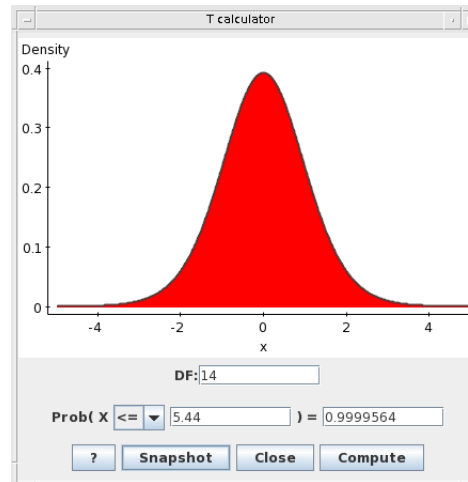 T calculator
Density
0.4
0.3
0.2
0.1
0
-4 -2 0 2 4
x
DF: 14
Prob( X <= 5.44 ) = 0.9999564
? Snapshot Close Compute